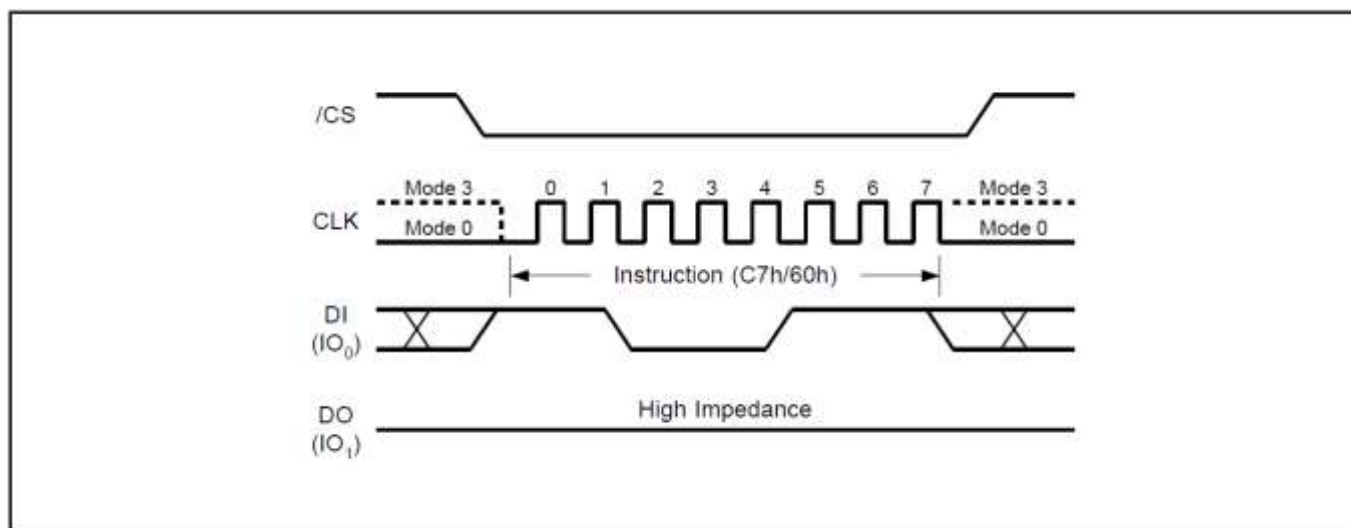 /CS
Mode 3 0 1 2 3 4 5 6 7 Mode 3
CLK
Mode 0 Mode 0
Instruction (C7h/60h)
DI
(IO0)
High Impedance
DO
(IO1)